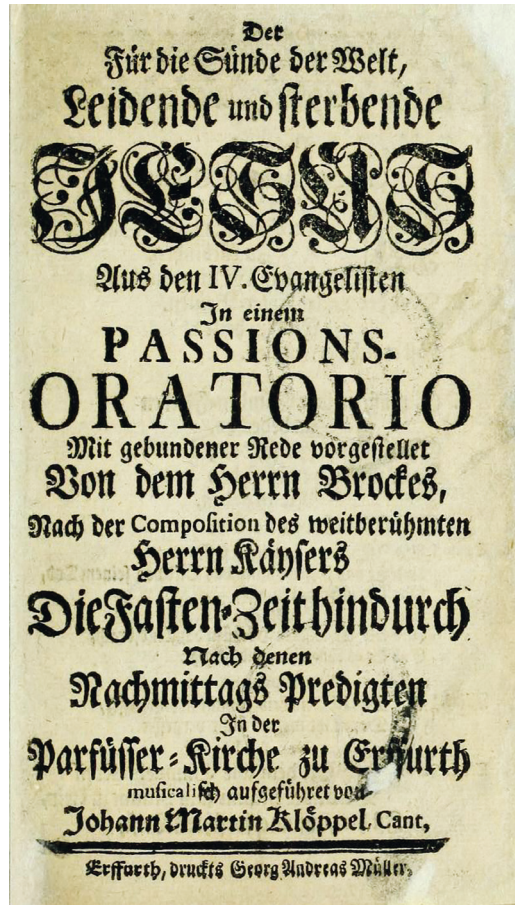 Der
Für die Sünde der Welt,
Leidende und sterbende
JESUS
Aus den IV. Evangelisten
In einem
PASSIONS-
ORATORIO
Mit gebundener Rede vorgestellet
Von dem Herrn Brockes,
Nach der Composition des weitberühmten
Herrn Käysers
Die Fasten-Zeit hindurch
Nach denen
Nachmittags Predigten
In der
Parfüsser-Kirche zu Erffurth
musicalisch aufgeführet von
Johann Martin Klöppel, Cant,
Erffurth, druckts Georg Andreas Müller,